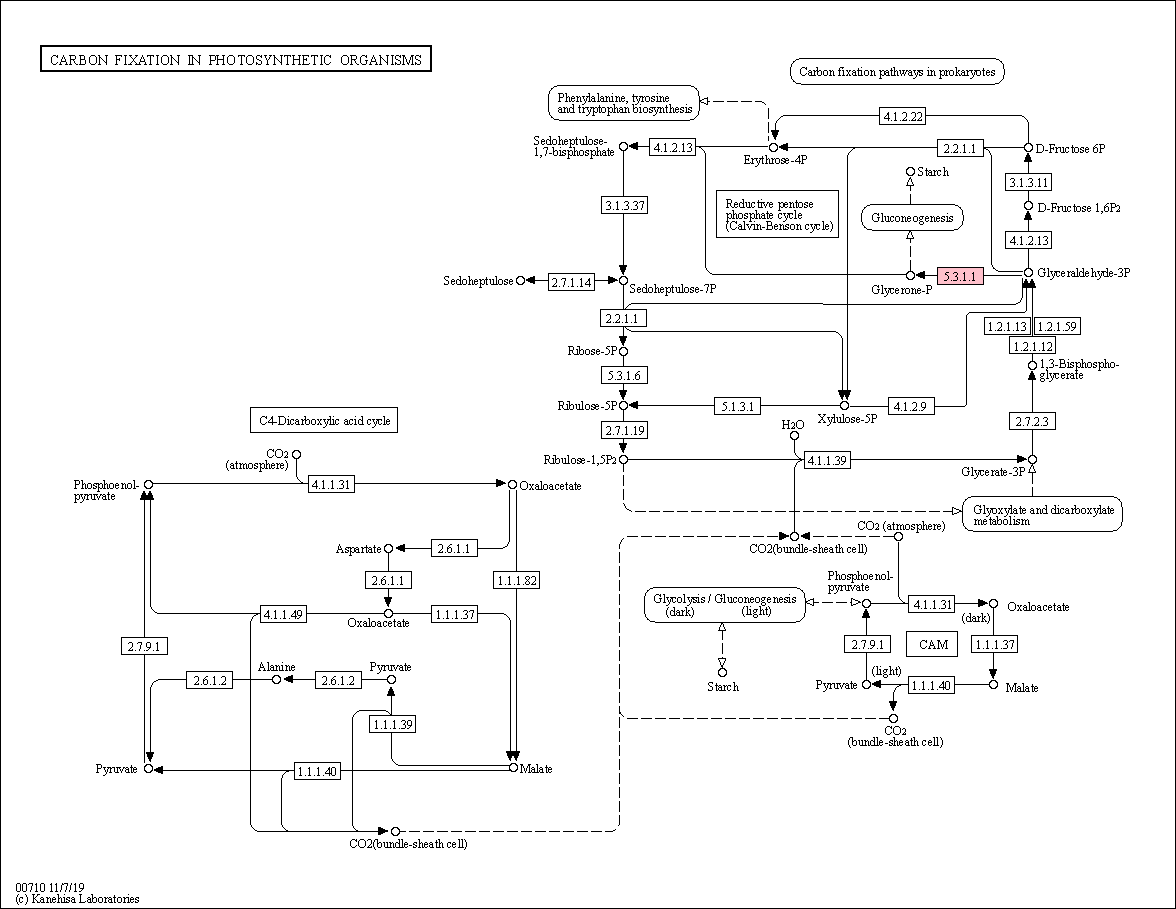 CARBON FIXATION IN PHOTOSYNTHETIC ORGANISMS
Carbon fixation pathways in prokaryotes
Phenylalanine, tyrosine
and tryptophan biosynthesis
4.1.2.22
Sedoheptulose-
1,7-bisphosphate
4.1.2.13
Erythrose-4P
2.2.1.1
D-Fructose 6P
Starch
3.1.3.11
3.1.3.37
Reductive pentose
phosphate cycle
(Calvin-Benson cycle)
Gluconeogenesis
D-Fructose 1,6P2
4.1.2.13
Sedoheptulose
2.7.1.14
Sedoheptulose-7P
Glycerone-P
5.3.1.1
Glyceraldehyde-3P
2.2.1.1
1.2.1.13
1.2.1.59
1.2.1.12
Ribose-5P
5.3.1.6
1,3-Bisphospho-
glycerate
Ribulose-5P
5.1.3.1
Xylulose-5P
4.1.2.9
2.7.1.19
H2O
2.7.2.3
Ribulose-1,5P2
4.1.1.39
Glycerate-3P
Glyoxylate and dicarboxylate
metabolism
C4-Dicarboxylic acid cycle
CO2
(atmosphere)
Phosphoenol-
pyruvate
4.1.1.31
Oxaloacetate
Aspartate
2.6.1.1
2.6.1.1
1.1.1.82
4.1.1.49
Oxaloacetate
1.1.1.37
2.7.9.1
2.6.1.2
Alanine
2.6.1.2
Pyruvate
1.1.1.39
Pyruvate
1.1.1.40
Malate
CO2(bundle-sheath cell)
CO2 (atmosphere)
CO2(bundle-sheath cell)
Phosphoenol-
pyruvate
Glycolysis / Gluconeogenesis
(dark)
(light)
4.1.1.31
Oxaloacetate
(dark)
2.7.9.1
CAM
1.1.1.37
Starch
(light)
Pyruvate
1.1.1.40
Malate
CO2
(bundle-sheath cell)
00710 11/7/19
(c) Kanehisa Laboratories